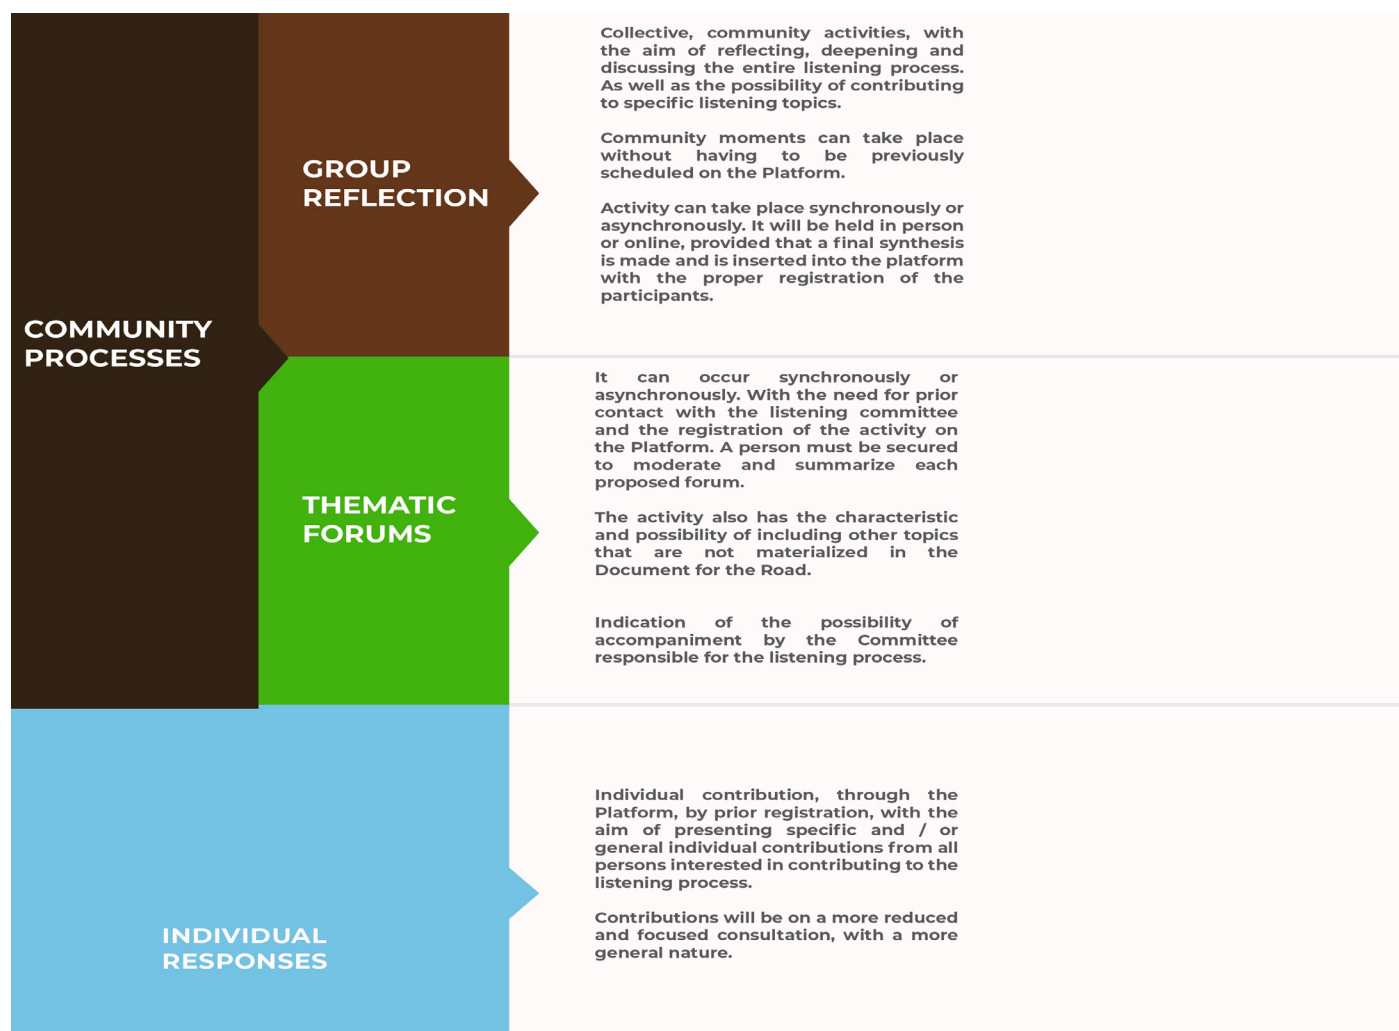 COMMUNITY
PROCESSES
GROUP
REFLECTION
Collective, community activities, with
the aim of reflecting, deepening and
discussing the entire listening process.
As well as the possibility of contributing
to specific listening topics.
Community moments can take place
without having to be previously
scheduled on the Platform.
Activity can take place synchronously or
asynchronously. It will be held in person
or online, provided that a final synthesis
is made and is inserted into the platform
with the proper registration of the
participants.
THEMATIC
FORUMS
It can occur synchronously or
asynchronously. With the need for prior
contact with the listening committee
and the registration of the activity on
the Platform. A person must be secured
to moderate and summarize each
proposed forum.
The activity also has the characteristic
and possibility of including other topics
that are not materialized in the
Document for the Road.
Indication of the possibility of
accompaniment by the Committee
responsible for the listening process.
INDIVIDUAL
RESPONSES
Individual contribution, through the
Platform, by prior registration, with the
aim of presenting specific and / or
general individual contributions from all
persons interested in contributing to the
listening process.
Contributions will be on a more reduced
and focused consultation, with a more
general nature.